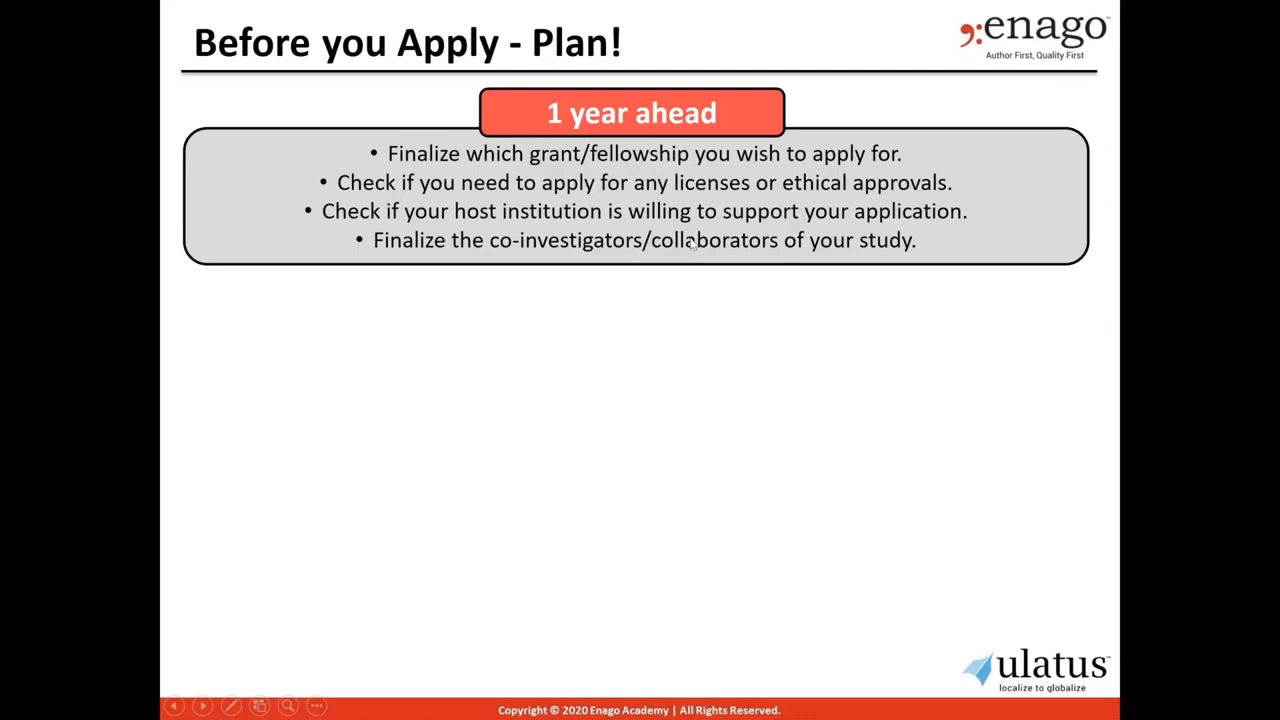 Before you Apply - Plan!
enago™
Author First, Quality First
1 year ahead
• Finalize which grant/fellowship you wish to apply for.
• Check if you need to apply for any licenses or ethical approvals.
• Check if your host institution is willing to support your application.
• Finalize the co-investigators/collaborators of your study.
ulatus™
localize to globalize
Copyright © 2020 Enago Academy | All Rights Reserved.